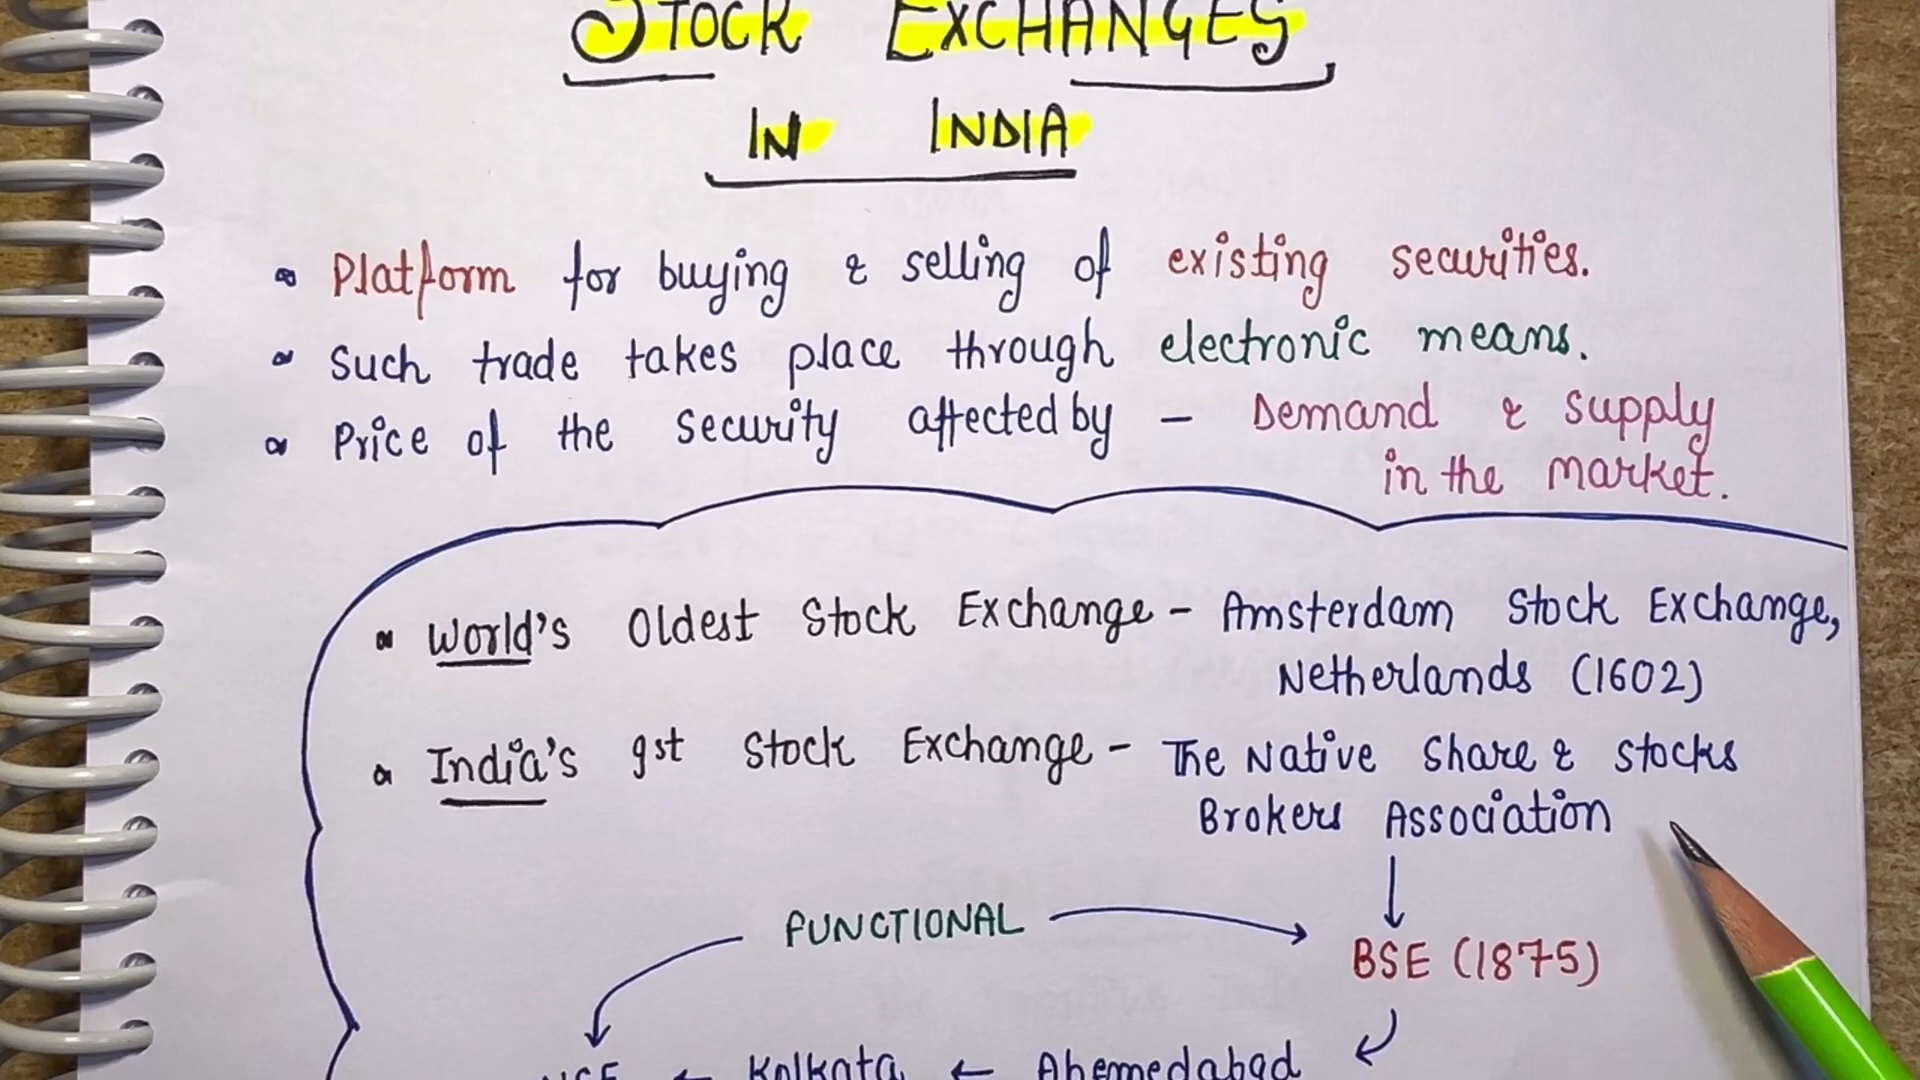 STOCK EXCHANGES
IN INDIA
Platform for buying & selling of existing securities.
Such trade takes place through electronic means.
Price of the security affected by – Demand & supply
in the market.
World's Oldest Stock Exchange – Amsterdam Stock Exchange,
Netherlands (1602)
India's 1st Stock Exchange – The Native Share & Stocks
Brokers Association
FUNCTIONAL
BSE (1875)
Kolkata ← Ahemedabad